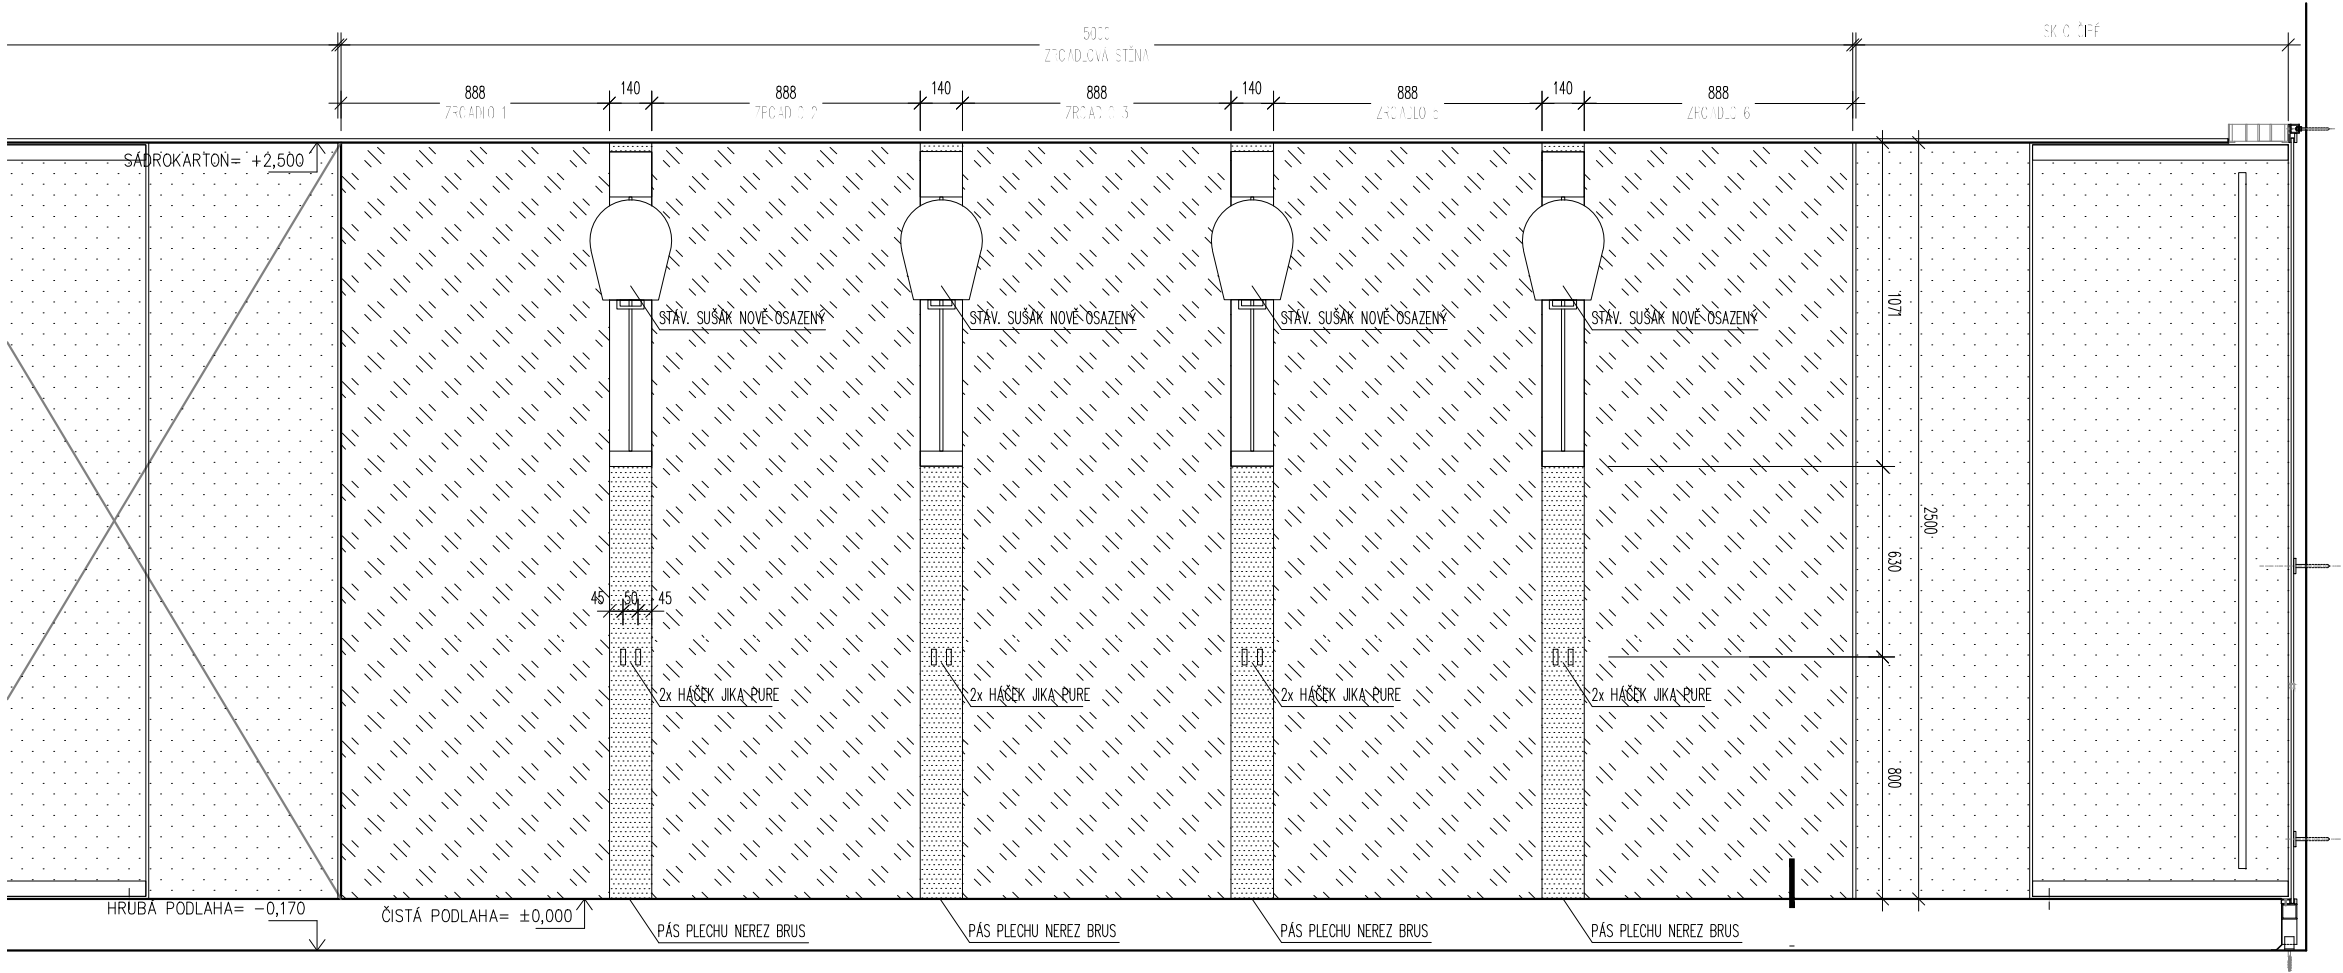 888
140
888
140
888
140
888
140
888
SÁDROKARTON= +2,500
STÁV. SUŠÁK NOVĚ OSAZENÝ
STÁV. SUŠÁK NOVĚ OSAZENÝ
STÁV. SUŠÁK NOVĚ OSAZENÝ
STÁV. SUŠÁK NOVĚ OSAZENÝ
1071
2500
630
45
50
45
2x HÁČEK JIKA PURE
2x HÁČEK JIKA PURE
2x HÁČEK JIKA PURE
2x HÁČEK JIKA PURE
800
HRUBÁ PODLAHA= -0,170
ČISTÁ PODLAHA= ±0,000
PÁS PLECHU NEREZ BRUS
PÁS PLECHU NEREZ BRUS
PÁS PLECHU NEREZ BRUS
PÁS PLECHU NEREZ BRUS